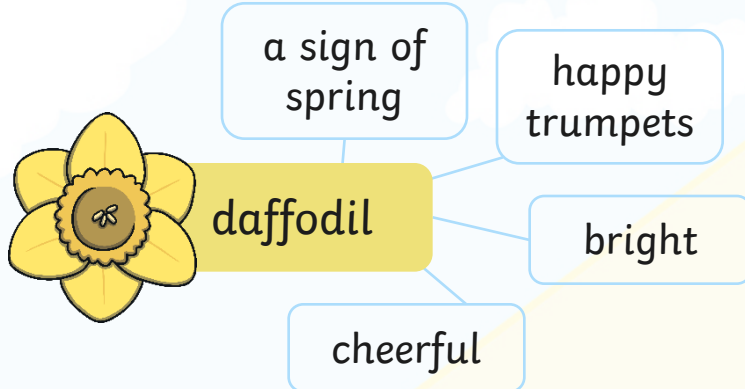 a sign of
spring
happy
trumpets
daffodil
bright
cheerful